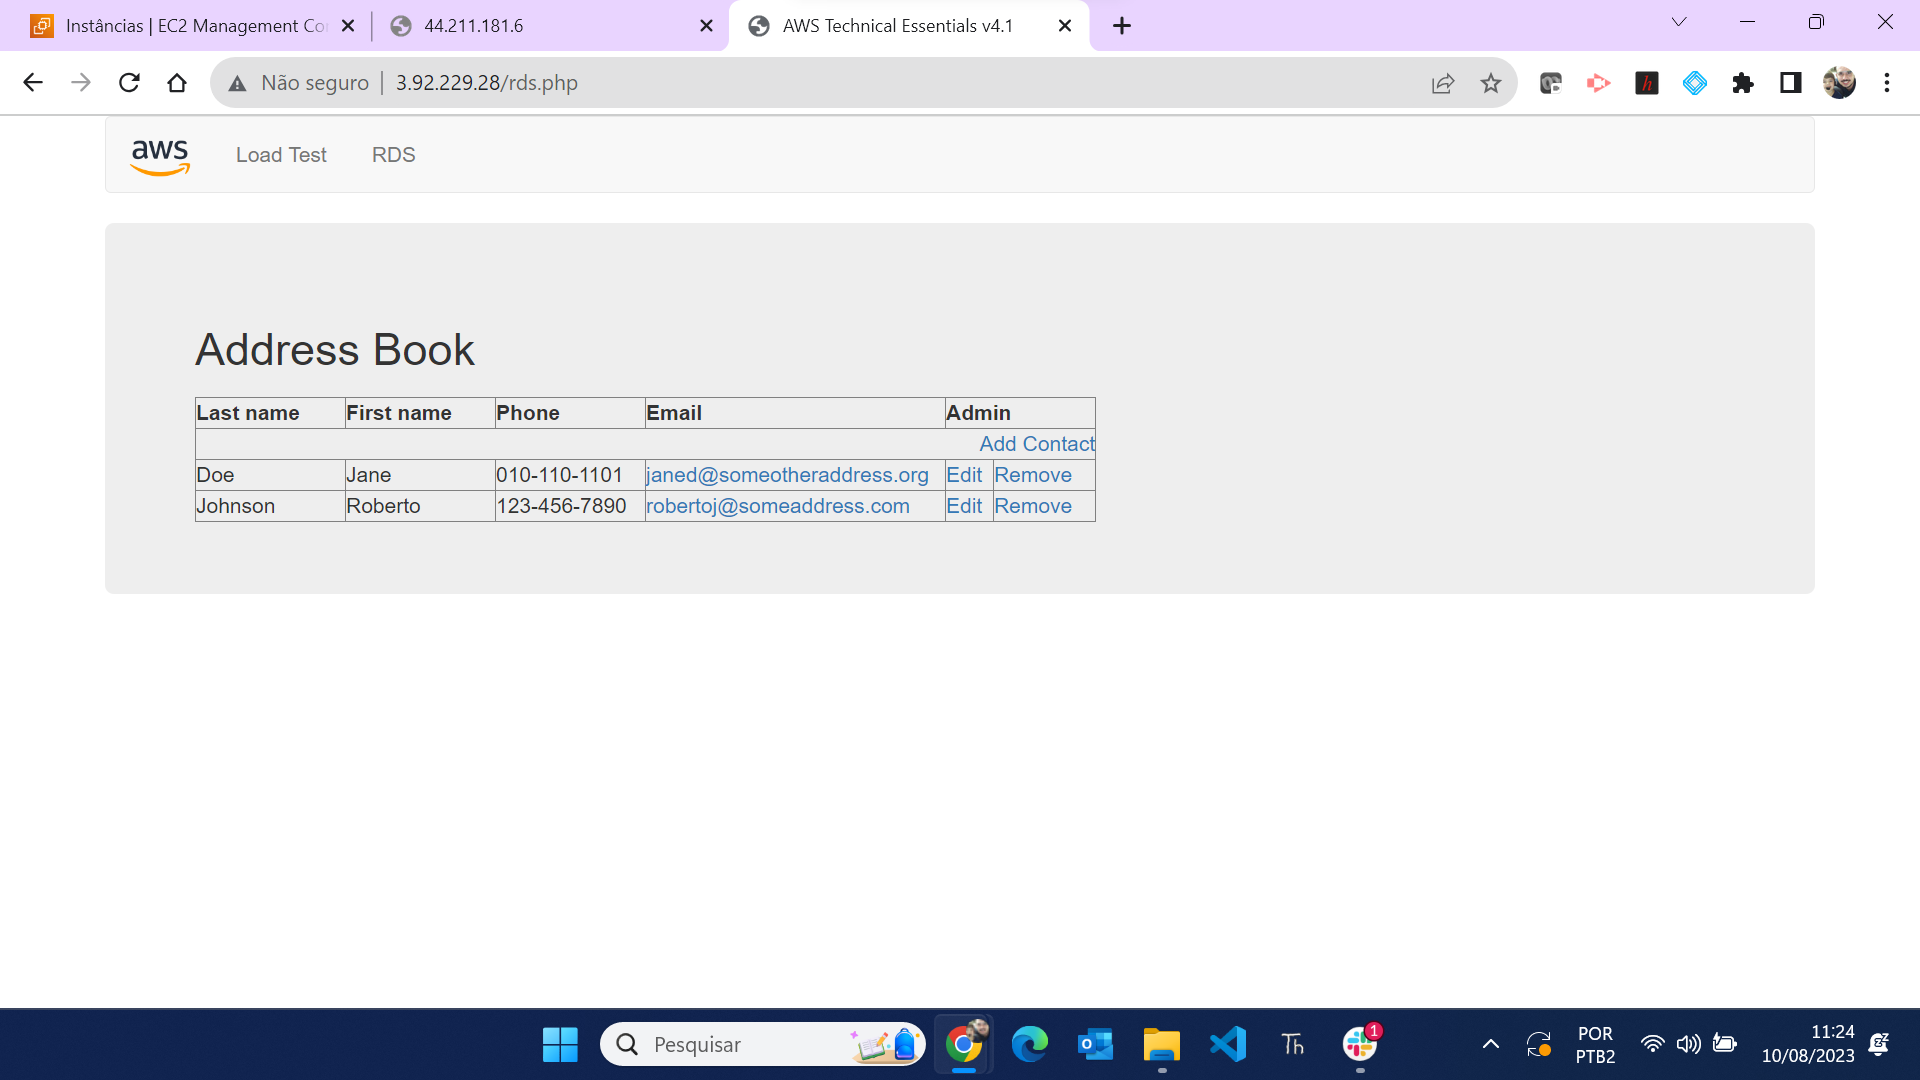 Instâncias | EC2 Management Co
44.211.181.6
AWS Technical Essentials v4.1
Não seguro
3.92.229.28/rds.php
aws
Load Test
RDS
Address Book
Last name First name Phone Email Admin
Add Contact
Doe Jane 010-110-1101 janed@someotheraddress.org Edit Remove
Johnson Roberto 123-456-7890 robertoj@someaddress.com Edit Remove
Pesquisar
Th
1
POR
PTB2
11:24
10/08/2023